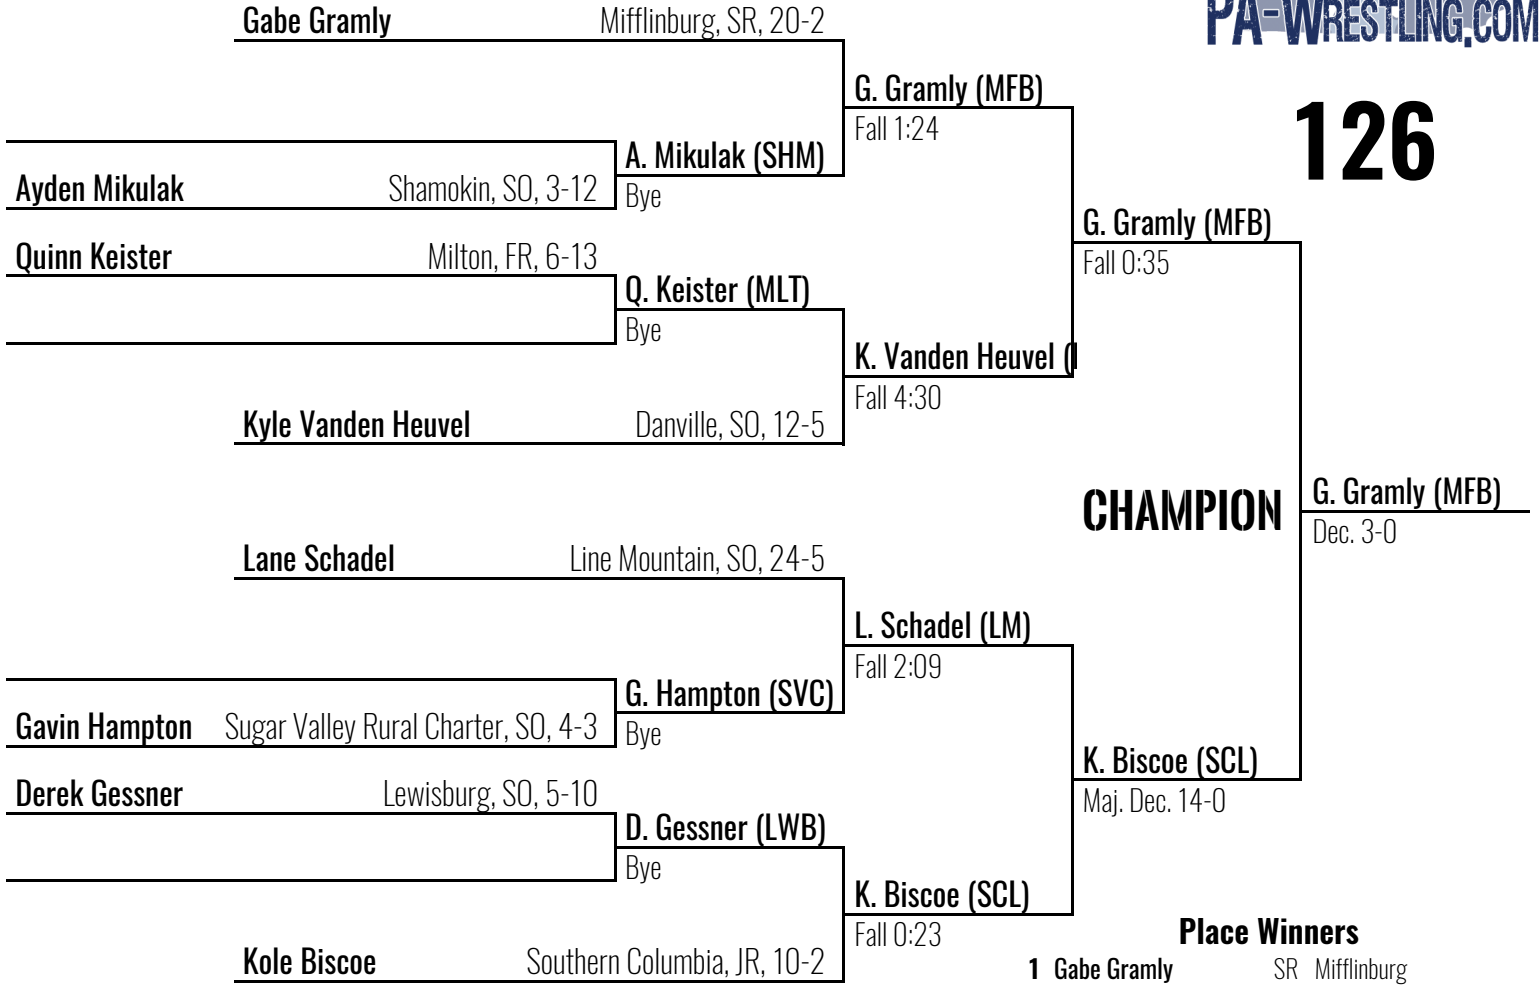 PA-WRESTLING.COM
126
Gabe Gramly Mifflinburg, SR, 20-2
G. Gramly (MFB)
Fall 1:24
A. Mikulak (SHM)
Bye
Ayden Mikulak Shamokin, SO, 3-12
G. Gramly (MFB)
Fall 0:35
Quinn Keister Milton, FR, 6-13
Q. Keister (MLT)
Bye
K. Vanden Heuvel (
Fall 4:30
Kyle Vanden Heuvel Danville, SO, 12-5
CHAMPION
G. Gramly (MFB)
Dec. 3-0
Lane Schadel Line Mountain, SO, 24-5
L. Schadel (LM)
Fall 2:09
G. Hampton (SVC)
Bye
Gavin Hampton Sugar Valley Rural Charter, SO, 4-3
K. Biscoe (SCL)
Maj. Dec. 14-0
Derek Gessner Lewisburg, SO, 5-10
D. Gessner (LWB)
Bye
K. Biscoe (SCL)
Fall 0:23
Kole Biscoe Southern Columbia, JR, 10-2
Place Winners
1 Gabe Gramly SR Mifflinburg